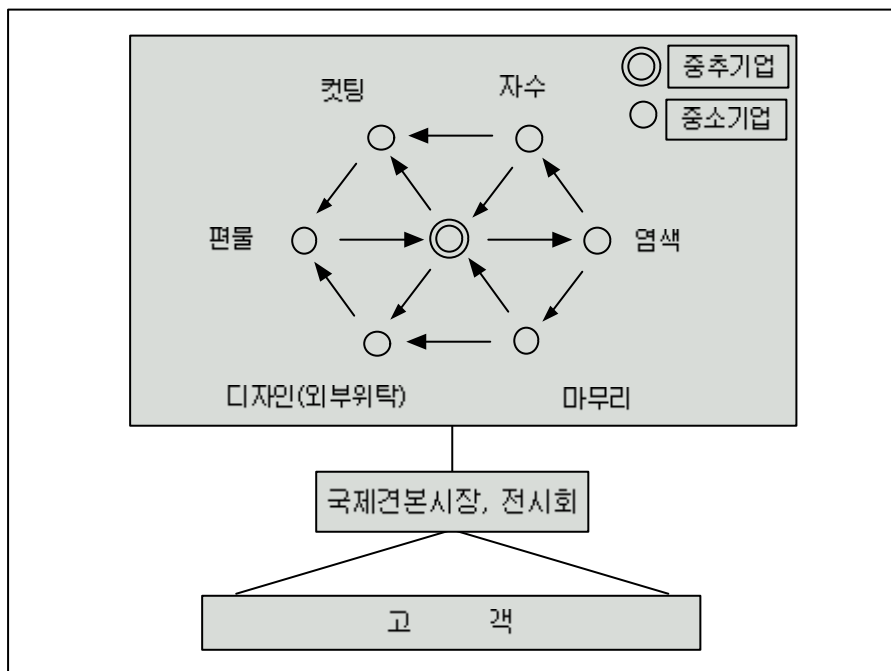 중추기업
컷팅
자수
중소기업
편물
염색
디자인(외부위탁)
마무리
국제견본시장, 전시회
고 객